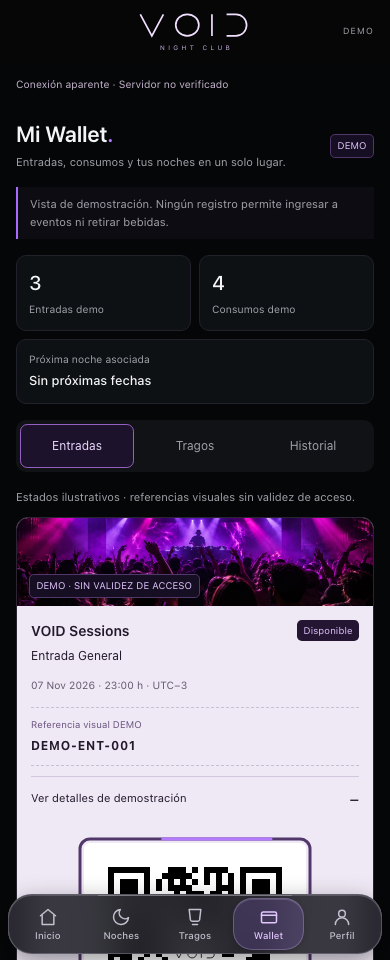 VOID
NIGHT CLUB
DEMO
Conexión aparente · Servidor no verificado
Mi Wallet.
DEMO
Entradas, consumos y tus noches en un solo lugar.
Vista de demostración. Ningún registro permite ingresar a
eventos ni retirar bebidas.
3
Entradas demo
4
Consumos demo
Próxima noche asociada
Sin próximas fechas
Entradas
Tragos
Historial
Estados ilustrativos · referencias visuales sin validez de acceso.
DEMO · SIN VALIDEZ DE ACCESO
VOID Sessions
Disponible
Entrada General
07 Nov 2026 · 23:00 h · UTC−3
Referencia visual DEMO
DEMO-ENT-001
Ver detalles de demostración
−
VOID
Inicio
Noches
Tragos
Wallet
Perfil